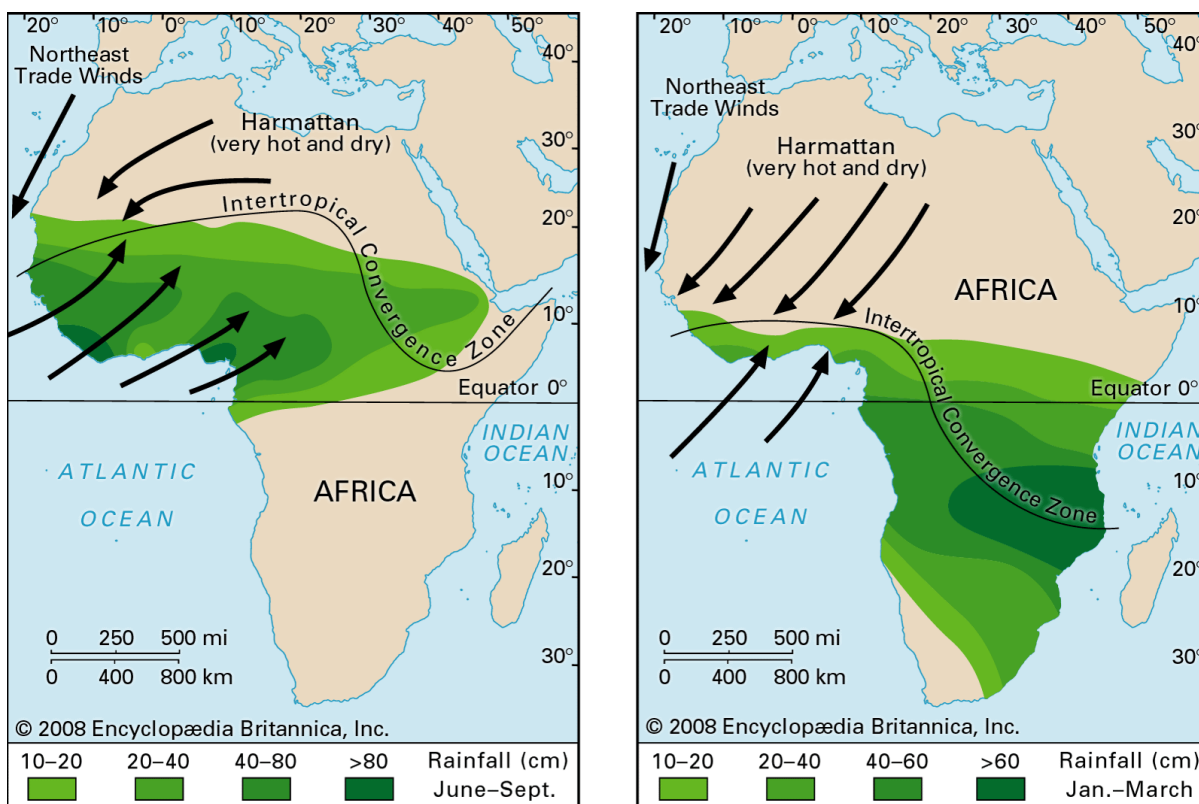 20° 10° 0° 10° 20° 30° 40° 50°
40°
Northeast
Trade Winds
Harmattan
(very hot and dry)
30°
Intertropical Convergence Zone
20°
10°
Equator 0°
INDIAN
OCEAN
ATLANTIC
OCEAN
AFRICA
10°
20°
0 250 500 mi
0 400 800 km
30°
© 2008 Encyclopædia Britannica, Inc.
10–20 20–40 40–80 >80 Rainfall (cm)
June–Sept.
20° 10° 0° 10° 20° 30° 40° 50°
40°
Northeast
Trade Winds
30°
Harmattan
(very hot and dry)
20°
AFRICA
10°
Intertropical Convergence Zone
Equator 0°
INDIAN
OCEAN
ATLANTIC
OCEAN
10°
20°
0 250 500 mi
0 400 800 km
30°
© 2008 Encyclopædia Britannica, Inc.
10–20 20–40 40–60 >60 Rainfall (cm)
Jan.–March